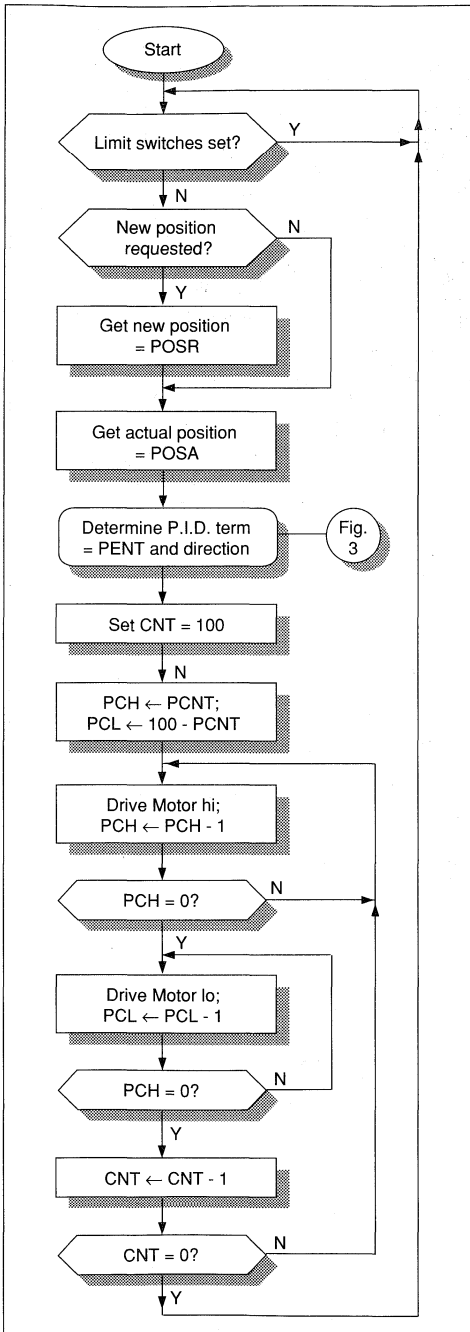 Start
Limit switches set?
Y
N
New position
requested?
N
Y
Get new position
= POSR
Get actual position
= POSA
Determine P.I.D. term
= PENT and direction
Fig.
3
Set CNT = 100
N
PCH ← PCNT;
PCL ← 100 - PCNT
Drive Motor hi;
PCH ← PCH - 1
PCH = 0?
N
Y
Drive Motor lo;
PCL ← PCL - 1
PCH = 0?
N
Y
CNT ← CNT - 1
CNT = 0?
N
Y